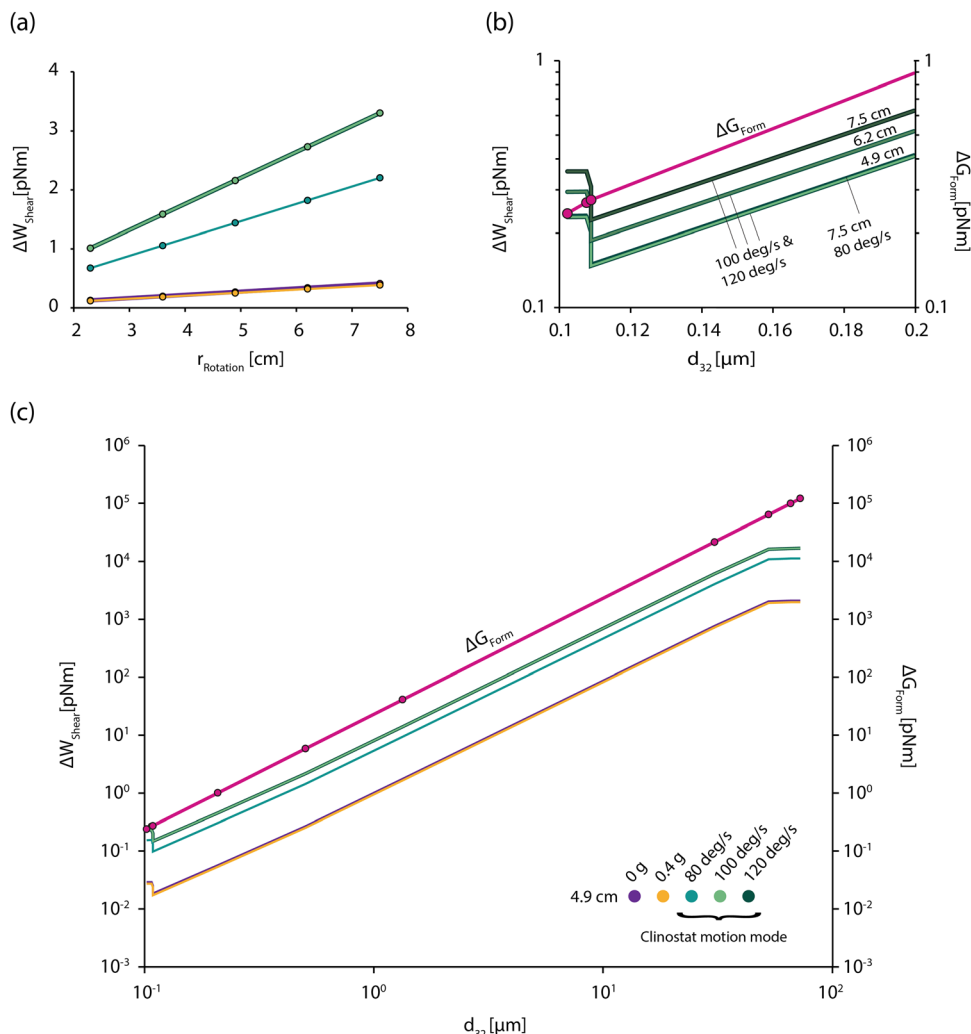 (a)
4
3
2
1
0
ΔW_Shear [pNm]
2 3 4 5 6 7 8
r_Rotation [cm]
(b)
1
0.1
ΔW_Shear [pNm]
1
0.1
ΔG_Form [pNm]
ΔG_Form
7.5 cm
6.2 cm
4.9 cm
100 deg/s &
120 deg/s
7.5 cm
80 deg/s
0.1 0.12 0.14 0.16 0.18 0.2
d_32 [μm]
(c)
10^6
10^5
10^4
10^3
10^2
10^1
10^0
10^-1
10^-2
10^-3
ΔW_Shear [pNm]
ΔG_Form
10^6
10^5
10^4
10^3
10^2
10^1
10^0
10^-1
10^-2
10^-3
ΔG_Form [pNm]
0 g 0.4 g 80 deg/s 100 deg/s 120 deg/s
4.9 cm
Clinostat motion mode
10^-1 10^0 10^1 10^2
d_32 [μm]